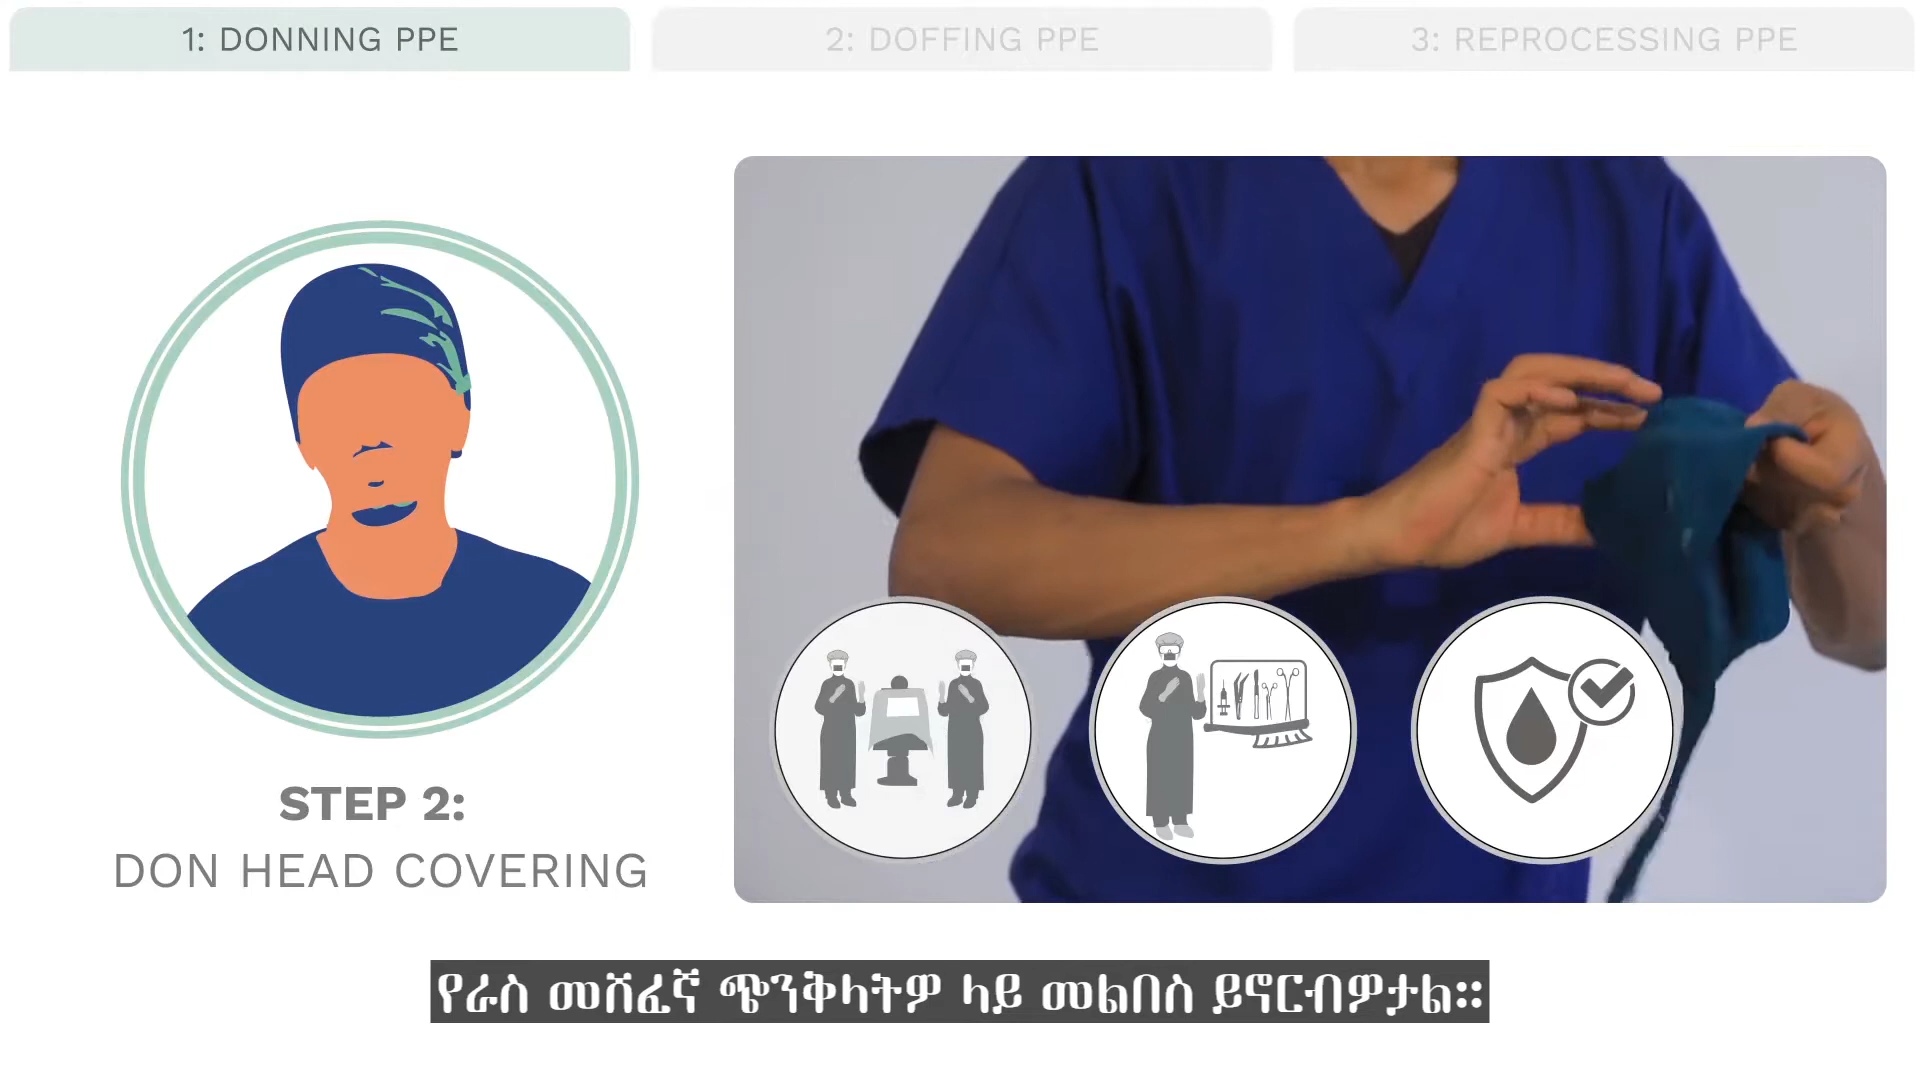 1: DONNING PPE
2: DOFFING PPE
3: REPROCESSING PPE
STEP 2:
DON HEAD COVERING
የራስ መሸፈኛ ጭንቅላትዎ ላይ መልበስ ይኖርብዎታል።